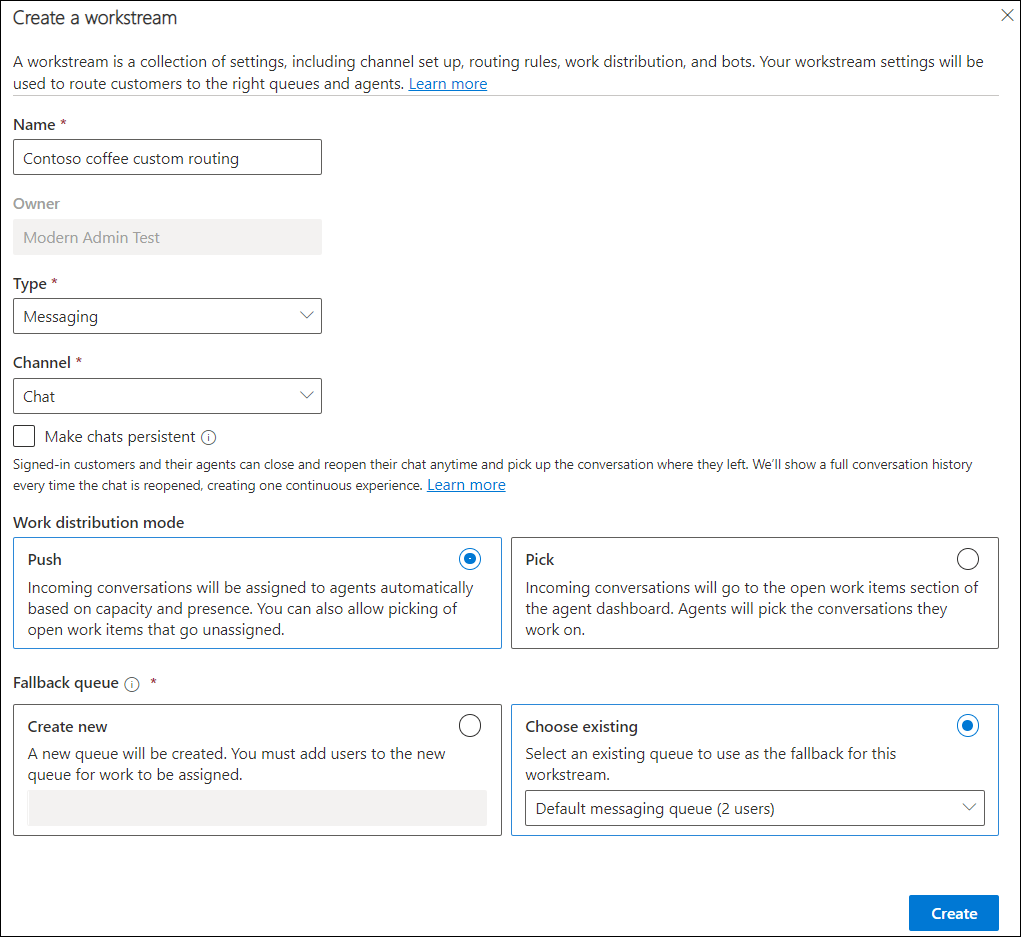 Create a workstream
A workstream is a collection of settings, including channel set up, routing rules, work distribution, and bots. Your workstream settings will be
used to route customers to the right queues and agents. Learn more
Name *
Contoso coffee custom routing
Owner
Modern Admin Test
Type *
Messaging
Channel *
Chat
Make chats persistent
Signed-in customers and their agents can close and reopen their chat anytime and pick up the conversation where they left. We'll show a full conversation history
every time the chat is reopened, creating one continuous experience. Learn more
Work distribution mode
Push
Incoming conversations will be assigned to agents automatically
based on capacity and presence. You can also allow picking of
open work items that go unassigned.
Pick
Incoming conversations will go to the open work items section of
the agent dashboard. Agents will pick the conversations they
work on.
Fallback queue *
Create new
A new queue will be created. You must add users to the new
queue for work to be assigned.
Choose existing
Select an existing queue to use as the fallback for this
workstream.
Default messaging queue (2 users)
Create